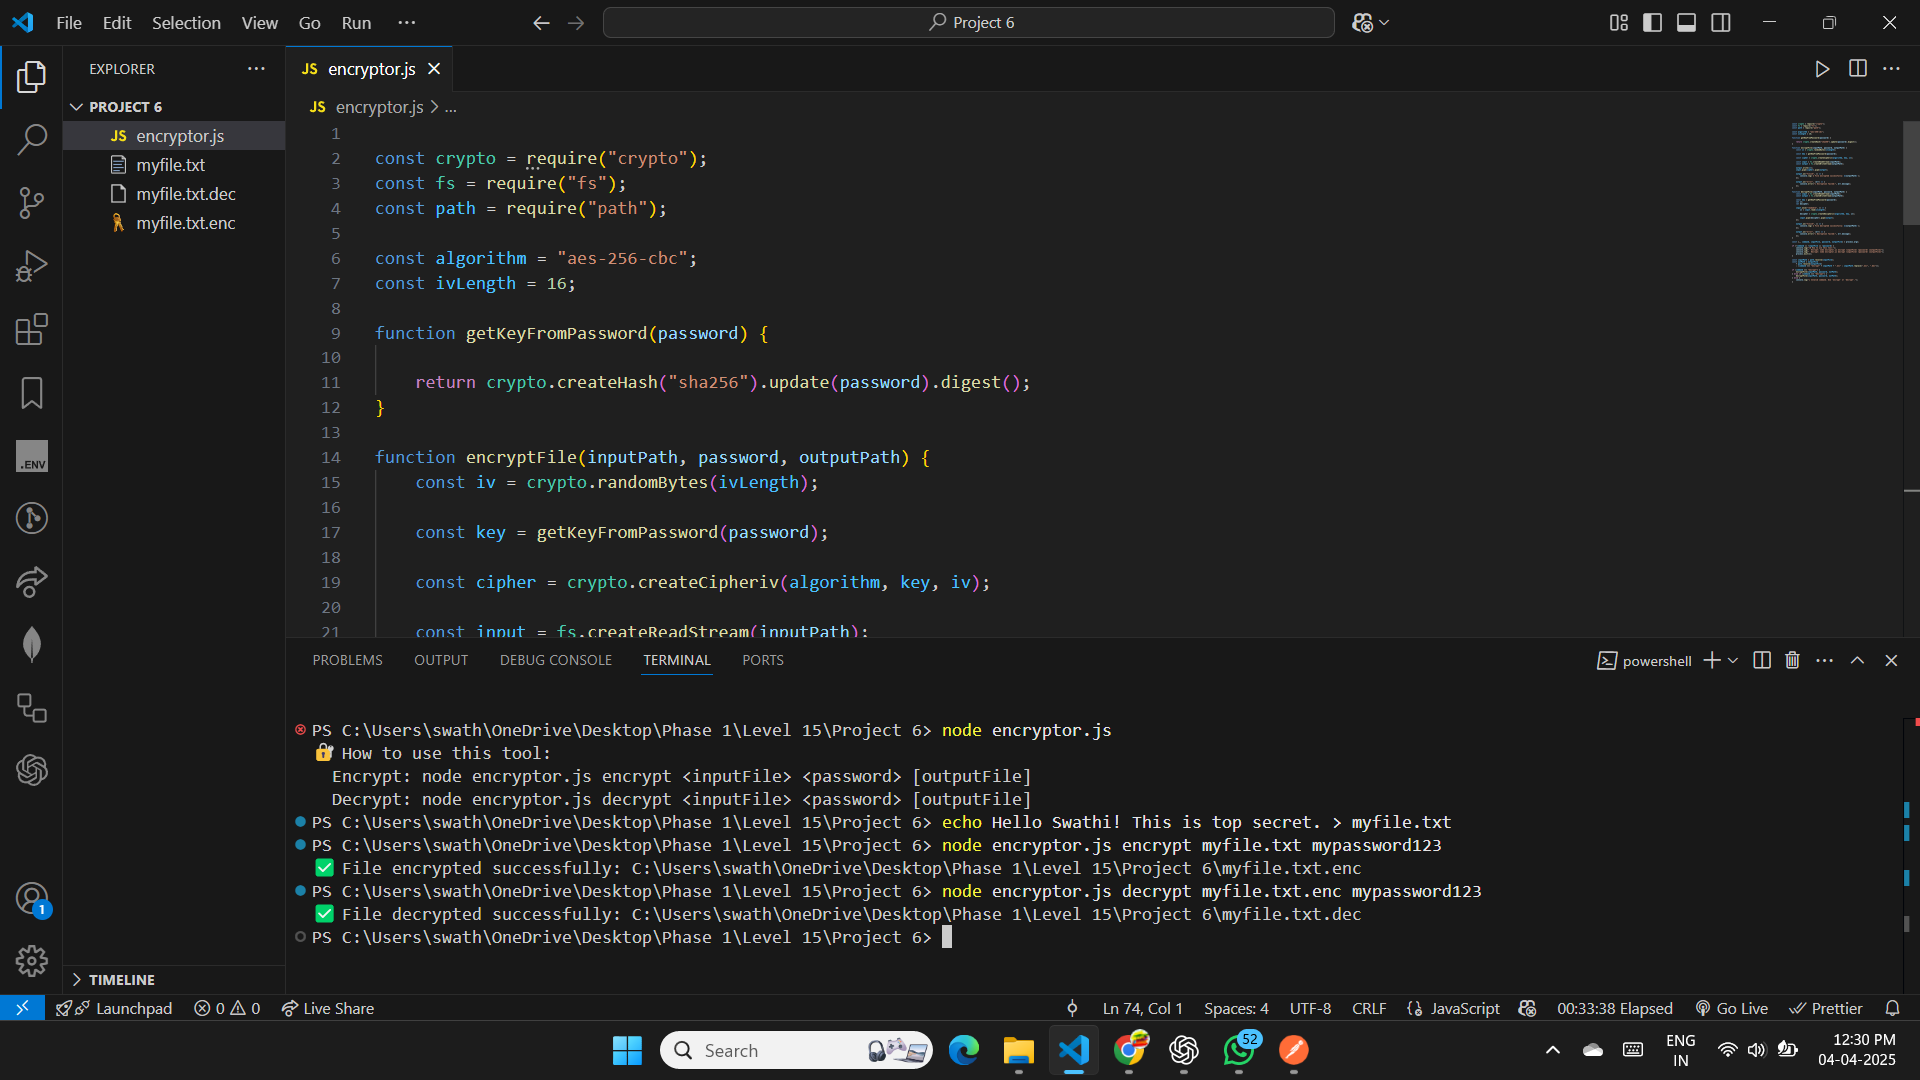 File Edit Selection View Go Run ···
Project 6
EXPLORER ···
PROJECT 6
JS encryptor.js
myfile.txt
myfile.txt.dec
myfile.txt.enc
.ENV
1
TIMELINE
JS encryptor.js
JS encryptor.js > ...
1
2 const crypto = require("crypto");
3 const fs = require("fs");
4 const path = require("path");
5
6 const algorithm = "aes-256-cbc";
7 const ivLength = 16;
8
9 function getKeyFromPassword(password) {
10
11 return crypto.createHash("sha256").update(password).digest();
12 }
13
14 function encryptFile(inputPath, password, outputPath) {
15 const iv = crypto.randomBytes(ivLength);
16
17 const key = getKeyFromPassword(password);
18
19 const cipher = crypto.createCipheriv(algorithm, key, iv);
20
21 const input = fs.createReadStream(inputPath);
PROBLEMS OUTPUT DEBUG CONSOLE TERMINAL PORTS
powershell
PS C:\Users\swath\OneDrive\Desktop\Phase 1\Level 15\Project 6> node encryptor.js
🔐 How to use this tool:
Encrypt: node encryptor.js encrypt <inputFile> <password> [outputFile]
Decrypt: node encryptor.js decrypt <inputFile> <password> [outputFile]
PS C:\Users\swath\OneDrive\Desktop\Phase 1\Level 15\Project 6> echo Hello Swathi! This is top secret. > myfile.txt
PS C:\Users\swath\OneDrive\Desktop\Phase 1\Level 15\Project 6> node encryptor.js encrypt myfile.txt mypassword123
✅ File encrypted successfully: C:\Users\swath\OneDrive\Desktop\Phase 1\Level 15\Project 6\myfile.txt.enc
PS C:\Users\swath\OneDrive\Desktop\Phase 1\Level 15\Project 6> node encryptor.js decrypt myfile.txt.enc mypassword123
✅ File decrypted successfully: C:\Users\swath\OneDrive\Desktop\Phase 1\Level 15\Project 6\myfile.txt.dec
PS C:\Users\swath\OneDrive\Desktop\Phase 1\Level 15\Project 6>
Launchpad 0 0 Live Share Ln 74, Col 1 Spaces: 4 UTF-8 CRLF {} JavaScript 00:33:38 Elapsed Go Live Prettier
Search
52
ENG
IN
12:30 PM
04-04-2025